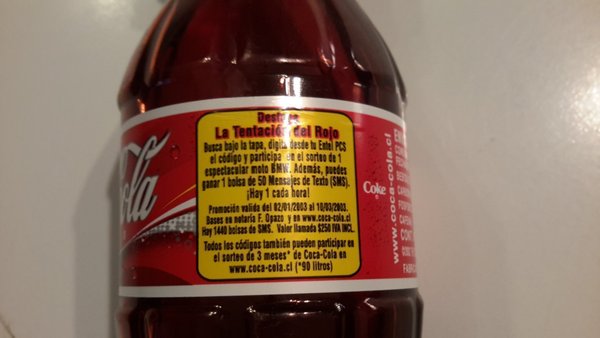 Cola
Destapa
La Tentación del Rojo
Busca bajo la tapa, digita desde tu Entel PCS
el código y participa en el sorteo de 1
espectacular moto BMW. Además, puedes
ganar 1 bolsa de 50 Mensajes de Texto (SMS).
¡Hay 1 cada hora!
Promoción valida del 02/01/2003 al 10/03/2003.
Bases en notaría F. Opazo y en www.coca-cola.cl
Hay 1440 bolsas de SMS. Valor llamada $250 IVA INCL.
Todos los códigos también pueden participar en
el sorteo de 3 meses* de Coca-Cola en
www.coca-cola.cl (*90 litros)
Coke
www.coca-cola.cl